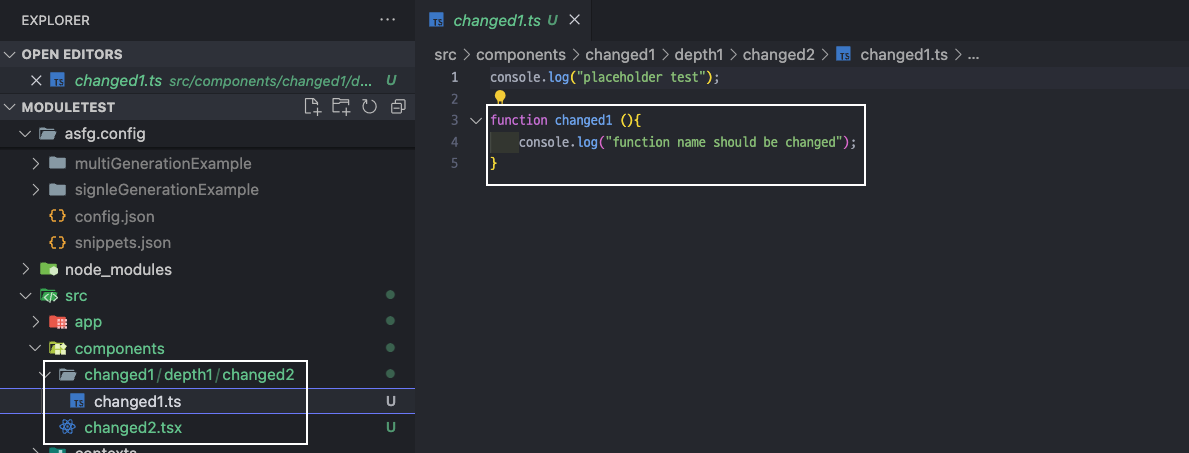 EXPLORER
OPEN EDITORS
changed1.ts src/components/changed1/d... U
MODULETEST
asfg.config
multiGenerationExample
signleGenerationExample
{} config.json
{} snippets.json
node_modules
src
app
components
changed1/depth1/changed2
TS changed1.ts U
changed2.tsx U
contexts
TS changed1.ts U
src > components > changed1 > depth1 > changed2 > TS changed1.ts > ...
1 console.log("placeholder test");
2
3 function changed1 (){
4 console.log("function name should be changed");
5 }